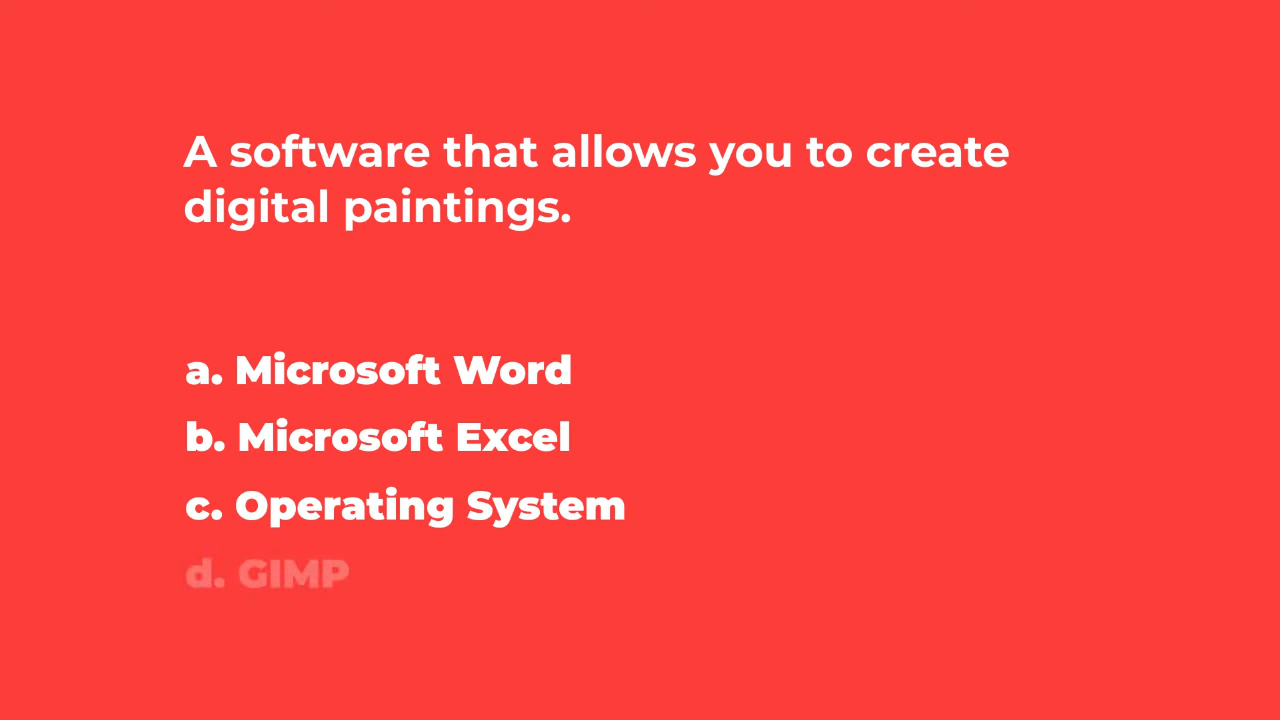 A software that allows you to create
digital paintings.
a. Microsoft Word
b. Microsoft Excel
c. Operating System
d. GIMP